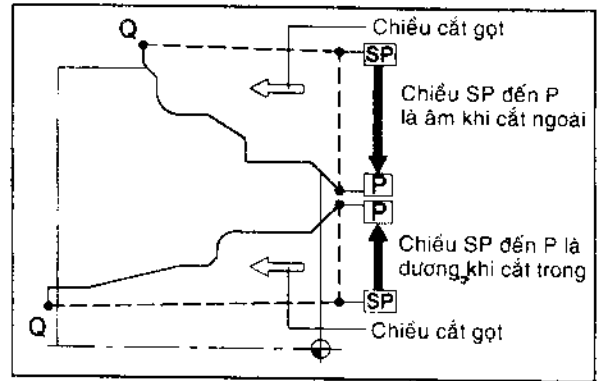 Q
Chiều cắt gọt
SP
Chiều SP đến P
là âm khi cắt ngoài
P
P
Chiều SP đến P là
dương khi cắt trong
SP
Q
Chiều cắt gọt